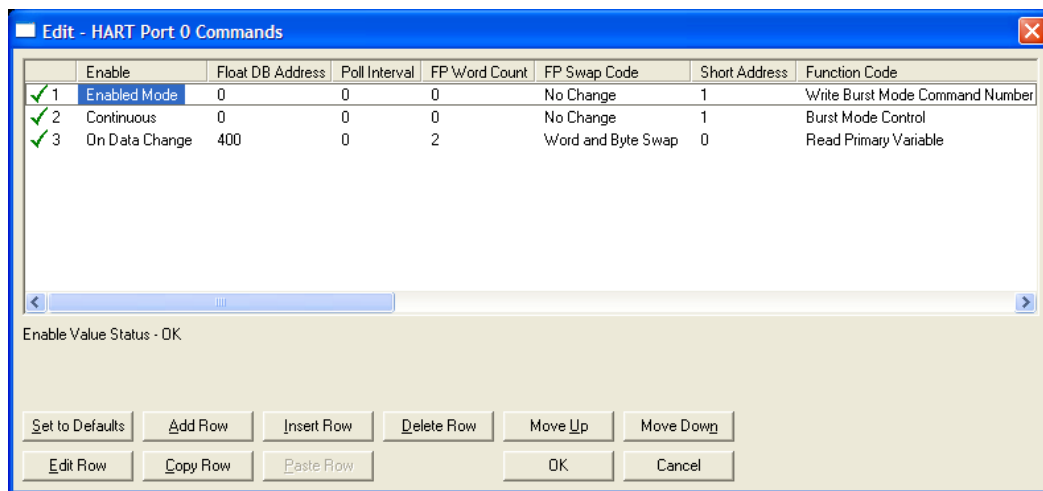 Edit - HART Port 0 Commands
Enable Float DB Address Poll Interval FP Word Count FP Swap Code Short Address Function Code
1 Enabled Mode 0 0 0 No Change 1 Write Burst Mode Command Number
2 Continuous 0 0 0 No Change 1 Burst Mode Control
3 On Data Change 400 0 2 Word and Byte Swap 0 Read Primary Variable
Enable Value Status - OK
Set to Defaults Add Row Insert Row Delete Row Move Up Move Down
Edit Row Copy Row Paste Row OK Cancel